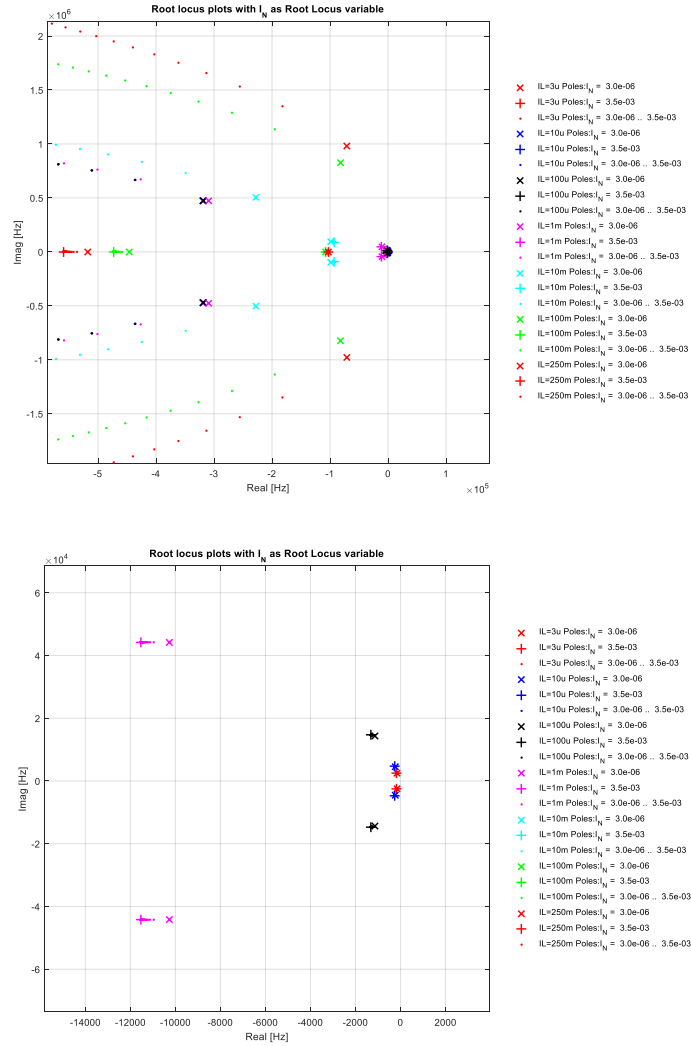 Root locus plots with I_N as Root Locus variable
×10^6
2
1.5
1
0.5
0
-0.5
-1
-1.5
Imag [Hz]
-5 -4 -3 -2 -1 0 1
Real [Hz]
×10^5
IL=3u Poles:I_N = 3.0e-06
IL=3u Poles:I_N = 3.5e-03
IL=3u Poles:I_N = 3.0e-06 .. 3.5e-03
IL=10u Poles:I_N = 3.0e-06
IL=10u Poles:I_N = 3.5e-03
IL=10u Poles:I_N = 3.0e-06 .. 3.5e-03
IL=100u Poles:I_N = 3.0e-06
IL=100u Poles:I_N = 3.5e-03
IL=100u Poles:I_N = 3.0e-06 .. 3.5e-03
IL=1m Poles:I_N = 3.0e-06
IL=1m Poles:I_N = 3.5e-03
IL=1m Poles:I_N = 3.0e-06 .. 3.5e-03
IL=10m Poles:I_N = 3.0e-06
IL=10m Poles:I_N = 3.5e-03
IL=10m Poles:I_N = 3.0e-06 .. 3.5e-03
IL=100m Poles:I_N = 3.0e-06
IL=100m Poles:I_N = 3.5e-03
IL=100m Poles:I_N = 3.0e-06 .. 3.5e-03
IL=250m Poles:I_N = 3.0e-06
IL=250m Poles:I_N = 3.5e-03
IL=250m Poles:I_N = 3.0e-06 .. 3.5e-03
Root locus plots with I_N as Root Locus variable
×10^4
6
4
2
0
-2
-4
-6
Imag [Hz]
-14000 -12000 -10000 -8000 -6000 -4000 -2000 0 2000
Real [Hz]
IL=3u Poles:I_N = 3.0e-06
IL=3u Poles:I_N = 3.5e-03
IL=3u Poles:I_N = 3.0e-06 .. 3.5e-03
IL=10u Poles:I_N = 3.0e-06
IL=10u Poles:I_N = 3.5e-03
IL=10u Poles:I_N = 3.0e-06 .. 3.5e-03
IL=100u Poles:I_N = 3.0e-06
IL=100u Poles:I_N = 3.5e-03
IL=100u Poles:I_N = 3.0e-06 .. 3.5e-03
IL=1m Poles:I_N = 3.0e-06
IL=1m Poles:I_N = 3.5e-03
IL=1m Poles:I_N = 3.0e-06 .. 3.5e-03
IL=10m Poles:I_N = 3.0e-06
IL=10m Poles:I_N = 3.5e-03
IL=10m Poles:I_N = 3.0e-06 .. 3.5e-03
IL=100m Poles:I_N = 3.0e-06
IL=100m Poles:I_N = 3.5e-03
IL=100m Poles:I_N = 3.0e-06 .. 3.5e-03
IL=250m Poles:I_N = 3.0e-06
IL=250m Poles:I_N = 3.5e-03
IL=250m Poles:I_N = 3.0e-06 .. 3.5e-03